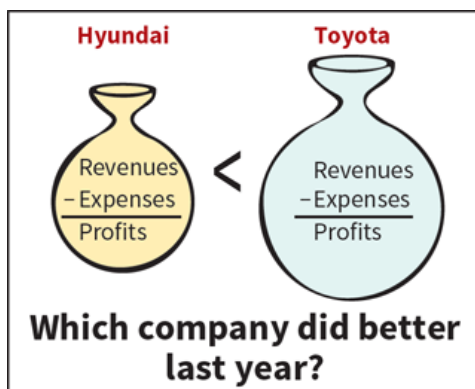 Hyundai
Toyota
Revenues
– Expenses
Profits
<
Revenues
– Expenses
Profits
Which company did better
last year?